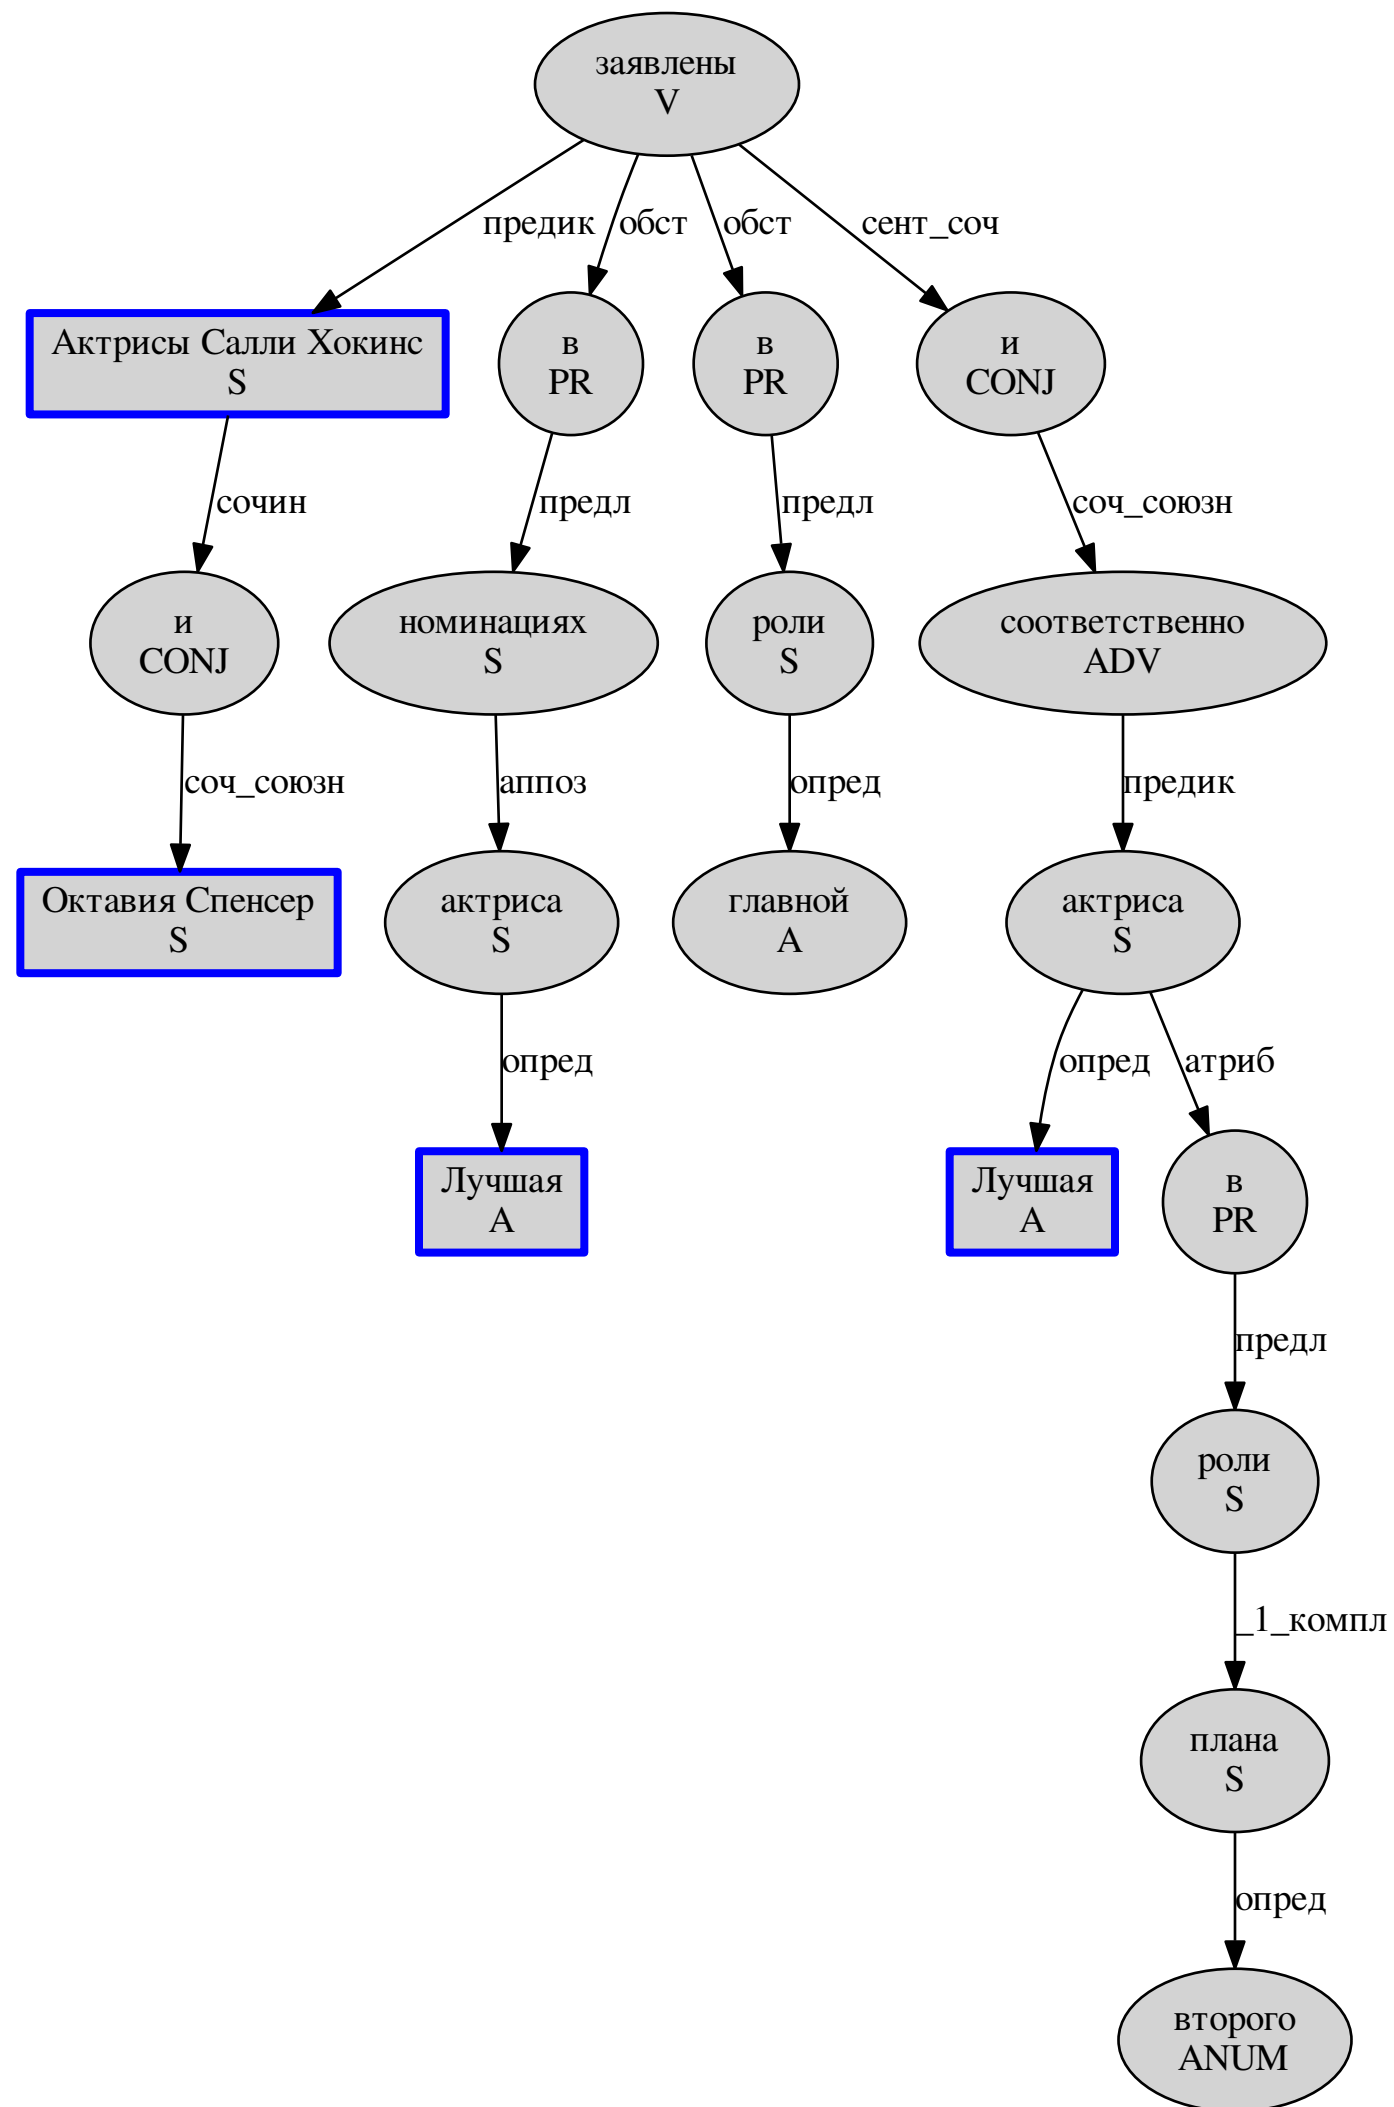 заявлены
V
предик
обст
обст
сент_соч
Актрисы Салли Хокинс
S
в
PR
в
PR
и
CONJ
сочин
предл
предл
соч_союзн
и
CONJ
номинациях
S
роли
S
соответственно
ADV
соч_союзн
аппоз
опред
предик
Октавия Спенсер
S
актриса
S
главной
A
актриса
S
опред
опред
атриб
Лучшая
A
Лучшая
A
в
PR
предл
роли
S
_1_компл
плана
S
опред
второго
ANUM